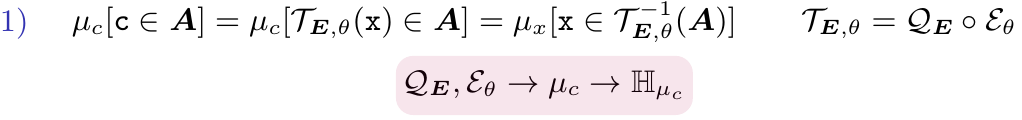 1) μ_c[c ∈ A] = μ_c[𝒯_{E,θ}(x) ∈ A] = μ_x[x ∈ 𝒯_{E,θ}^{-1}(A)] 𝒯_{E,θ} = 𝒬_E ∘ ℰ_θ
𝒬_E, ℰ_θ → μ_c → ℍ_{μ_c}